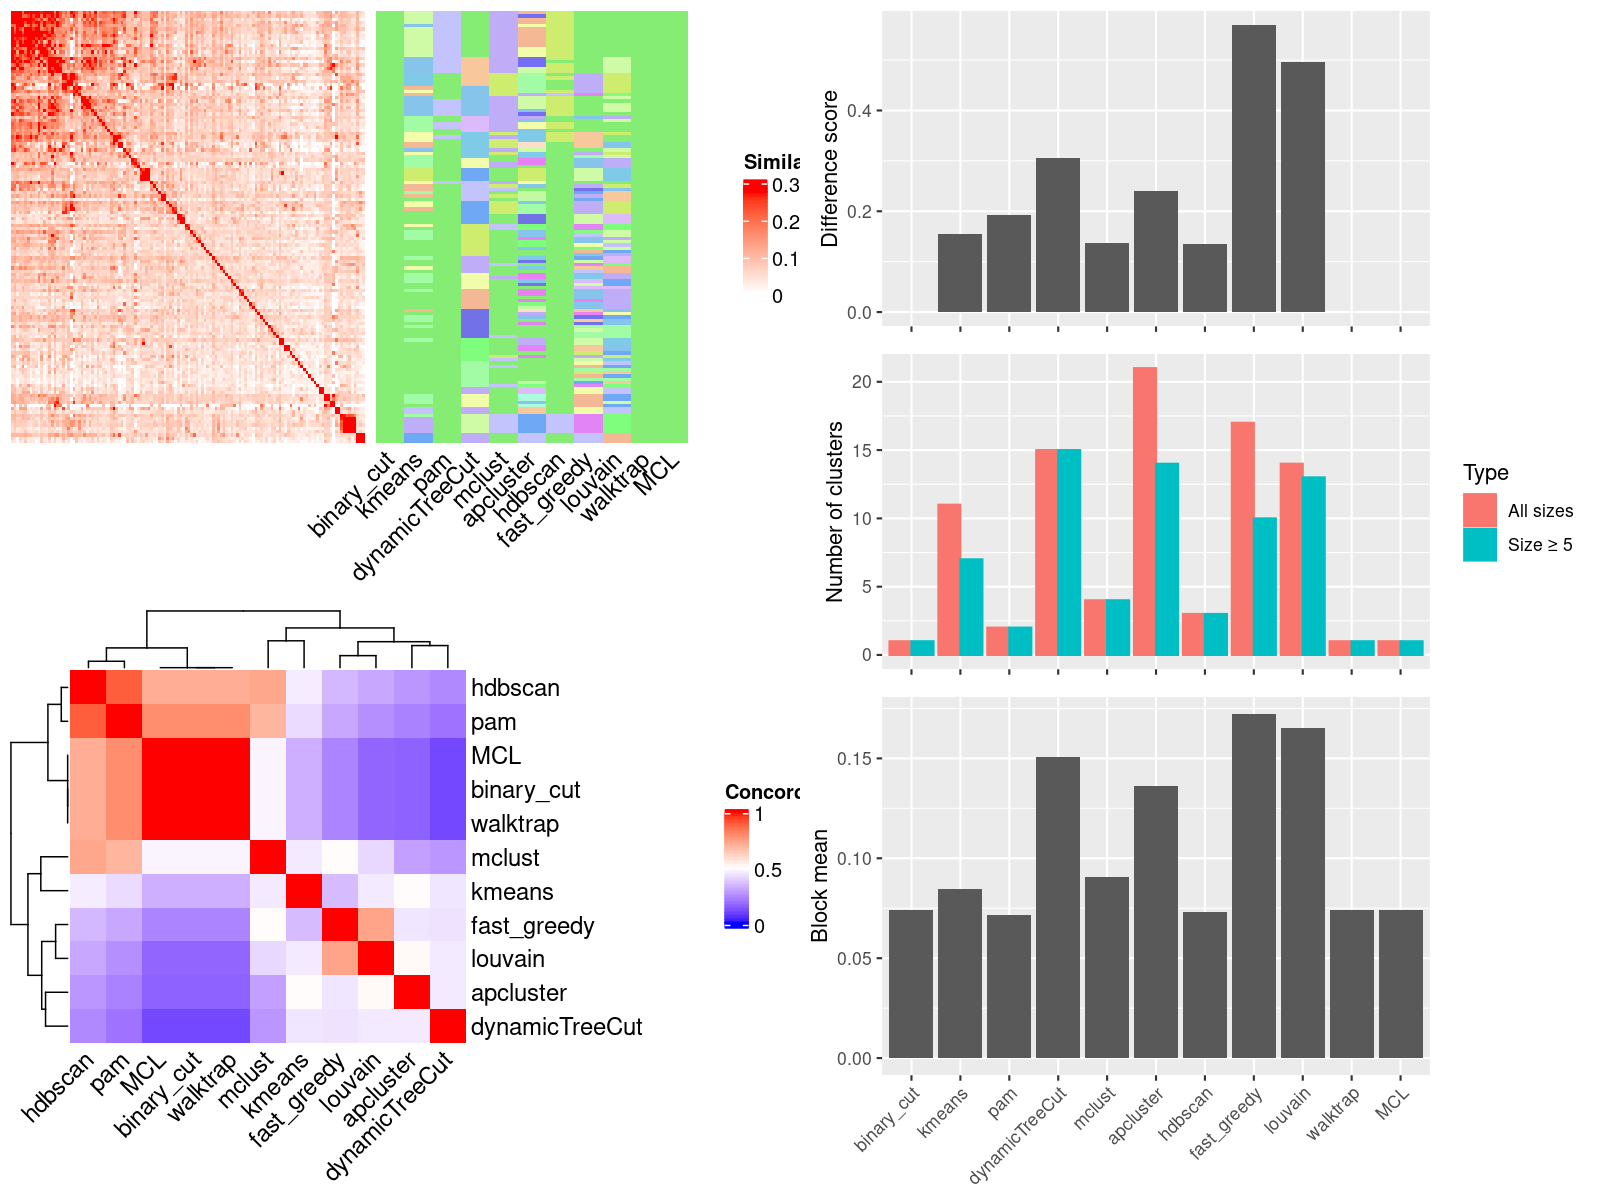 Simila
0.3
0.2
0.1
0
binary_cut
kmeans
pam
dynamicTreeCut
mclust
apcluster
hdbscan
fast_greedy
louvain
walktrap
MCL
hdbscan
pam
MCL
binary_cut
walktrap
mclust
kmeans
fast_greedy
louvain
apcluster
dynamicTreeCut
hdbscan
pam
MCL
binary_cut
walktrap
mclust
kmeans
fast_greedy
louvain
apcluster
dynamicTreeCut
Concord
1
0.5
0
Difference score
0.4
0.2
0.0
Number of clusters
20
15
10
5
0
Type
All sizes
Size ≥ 5
Block mean
0.15
0.10
0.05
0.00
binary_cut
kmeans
pam
dynamicTreeCut
mclust
apcluster
hdbscan
fast_greedy
louvain
walktrap
MCL